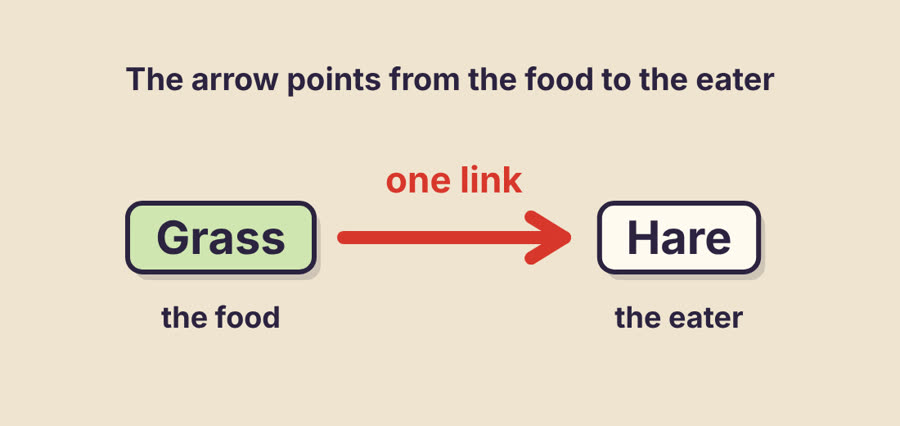 The arrow points from the food to the eater
one link
Grass
Hare
the food
the eater